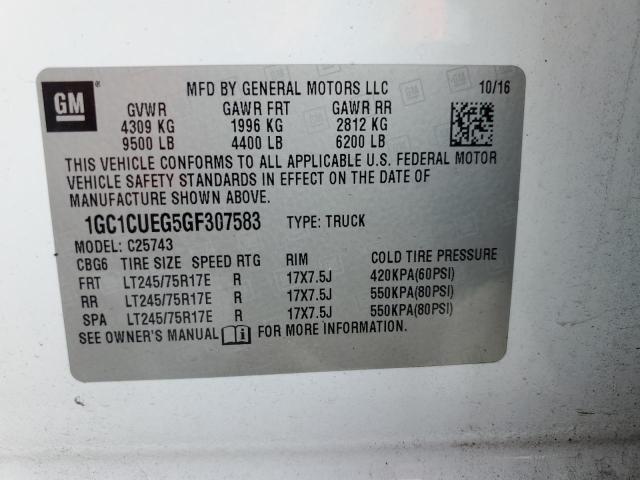 GM
MFD BY GENERAL MOTORS LLC 10/16
GVWR GAWR FRT GAWR RR
4309 KG 1996 KG 2812 KG
9500 LB 4400 LB 6200 LB
THIS VEHICLE CONFORMS TO ALL APPLICABLE U.S. FEDERAL MOTOR
VEHICLE SAFETY STANDARDS IN EFFECT ON THE DATE OF
MANUFACTURE SHOWN ABOVE.
1GC1CUEG5GF307583 TYPE: TRUCK
MODEL: C25743
CBG6 TIRE SIZE SPEED RTG RIM COLD TIRE PRESSURE
FRT LT245/75R17E R 17X7.5J 420KPA(60PSI)
RR LT245/75R17E R 17X7.5J 550KPA(80PSI)
SPA LT245/75R17E R 17X7.5J 550KPA(80PSI)
SEE OWNER'S MANUAL FOR MORE INFORMATION.